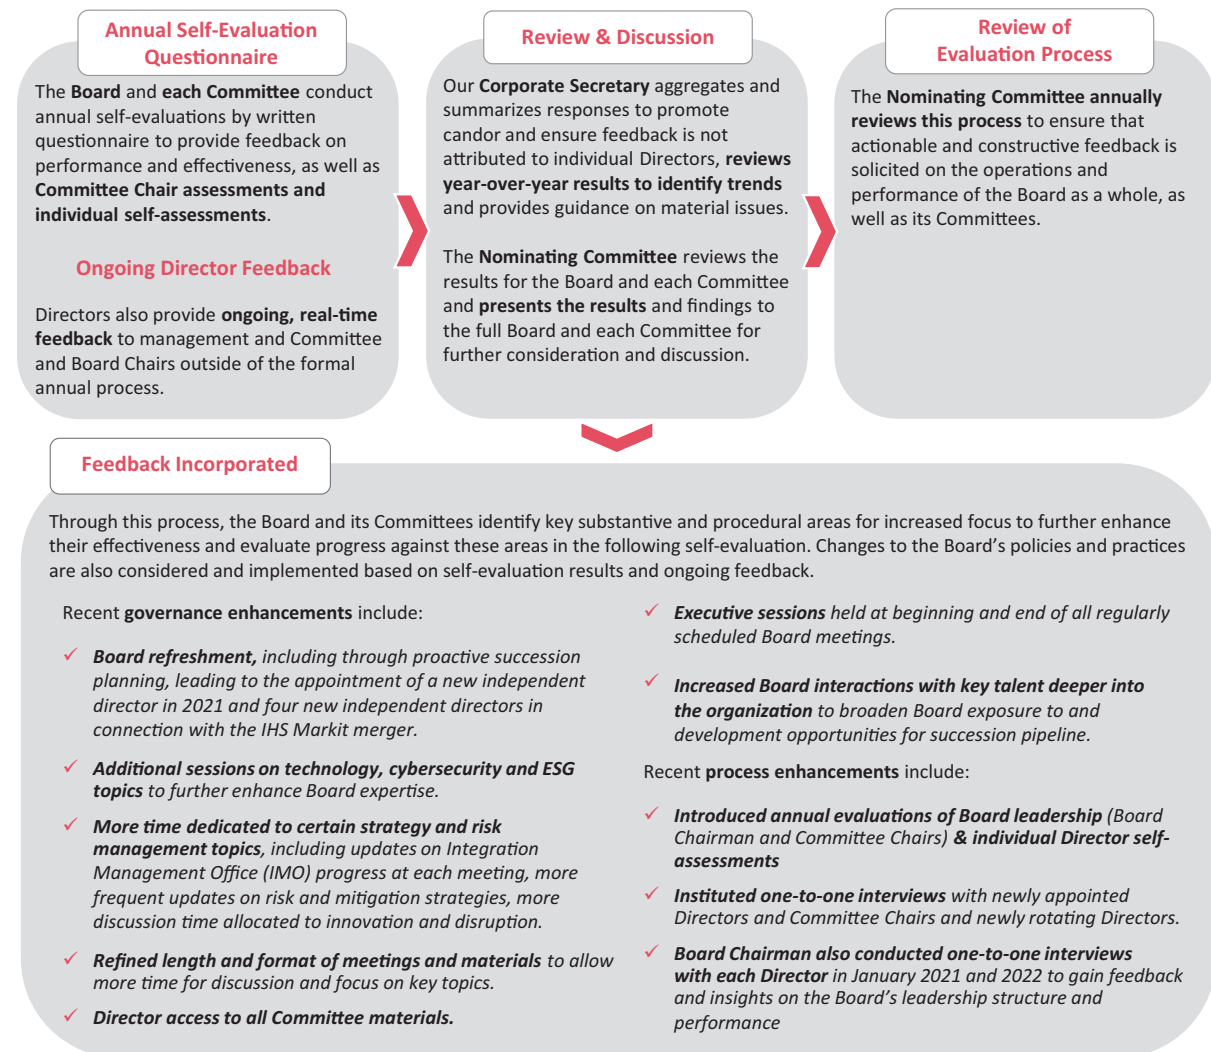 Annual Self-Evaluation
Questionnaire
The Board and each Committee conduct
annual self-evaluations by written
questionnaire to provide feedback on
performance and effectiveness, as well as
Committee Chair assessments and
individual self-assessments.
Ongoing Director Feedback
Directors also provide ongoing, real-time
feedback to management and Committee
and Board Chairs outside of the formal
annual process.
Review & Discussion
Our Corporate Secretary aggregates and
summarizes responses to promote
candor and ensure feedback is not
attributed to individual Directors, reviews
year-over-year results to identify trends
and provides guidance on material issues.
The Nominating Committee reviews the
results for the Board and each Committee
and presents the results and findings to
the full Board and each Committee for
further consideration and discussion.
Review of
Evaluation Process
The Nominating Committee annually
reviews this process to ensure that
actionable and constructive feedback is
solicited on the operations and
performance of the Board as a whole, as
well as its Committees.
Feedback Incorporated
Through this process, the Board and its Committees identify key substantive and procedural areas for increased focus to further enhance
their effectiveness and evaluate progress against these areas in the following self-evaluation. Changes to the Board's policies and practices
are also considered and implemented based on self-evaluation results and ongoing feedback.
Recent governance enhancements include:
✓ Board refreshment, including through proactive succession
planning, leading to the appointment of a new independent
director in 2021 and four new independent directors in
connection with the IHS Markit merger.
✓ Additional sessions on technology, cybersecurity and ESG
topics to further enhance Board expertise.
✓ More time dedicated to certain strategy and risk
management topics, including updates on Integration
Management Office (IMO) progress at each meeting, more
frequent updates on risk and mitigation strategies, more
discussion time allocated to innovation and disruption.
✓ Refined length and format of meetings and materials to allow
more time for discussion and focus on key topics.
✓ Director access to all Committee materials.
✓ Executive sessions held at beginning and end of all regularly
scheduled Board meetings.
✓ Increased Board interactions with key talent deeper into
the organization to broaden Board exposure to and
development opportunities for succession pipeline.
Recent process enhancements include:
✓ Introduced annual evaluations of Board leadership (Board
Chairman and Committee Chairs) & individual Director self-
assessments
✓ Instituted one-to-one interviews with newly appointed
Directors and Committee Chairs and newly rotating Directors.
✓ Board Chairman also conducted one-to-one interviews
with each Director in January 2021 and 2022 to gain feedback
and insights on the Board's leadership structure and
performance